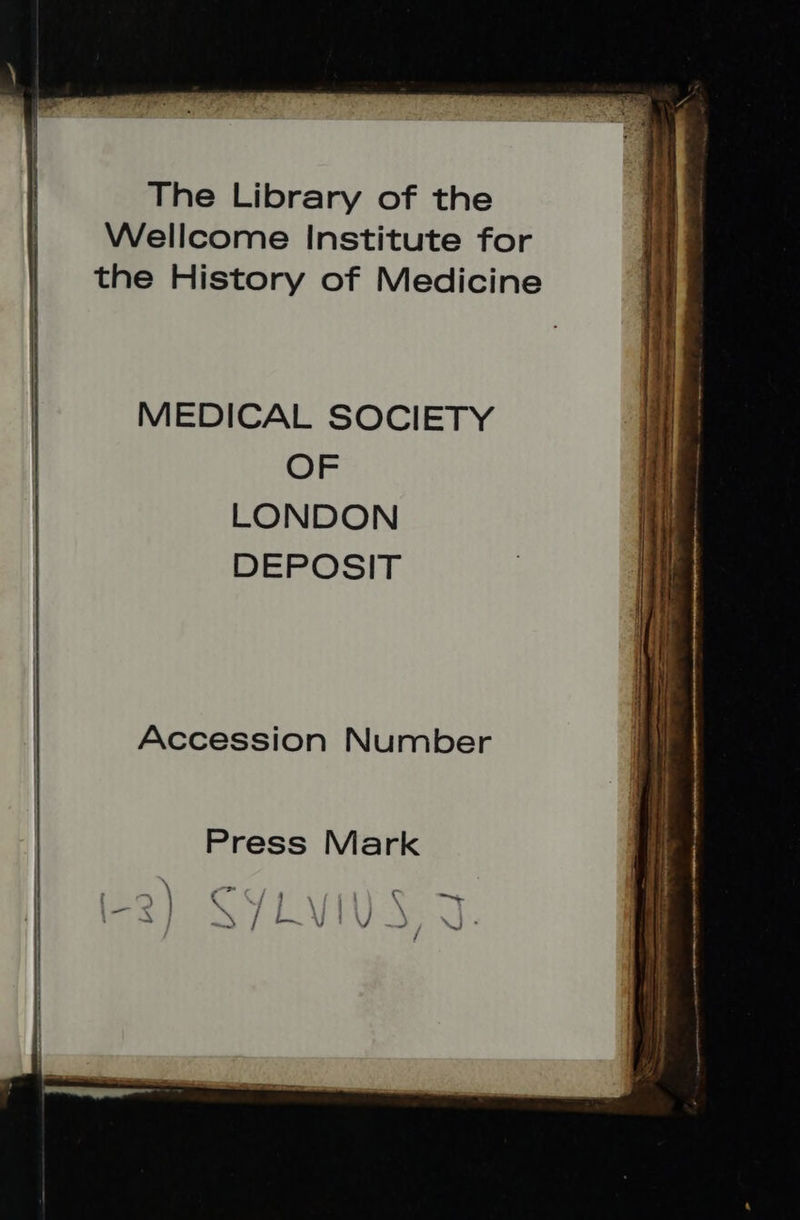 The Library of the
Wellcome Institute for
the History of Medicine
MEDICAL SOCIETY
OF
LONDON
DEPOSIT
Accession Number
Press Mark
(-2) SYLVIUS, J.